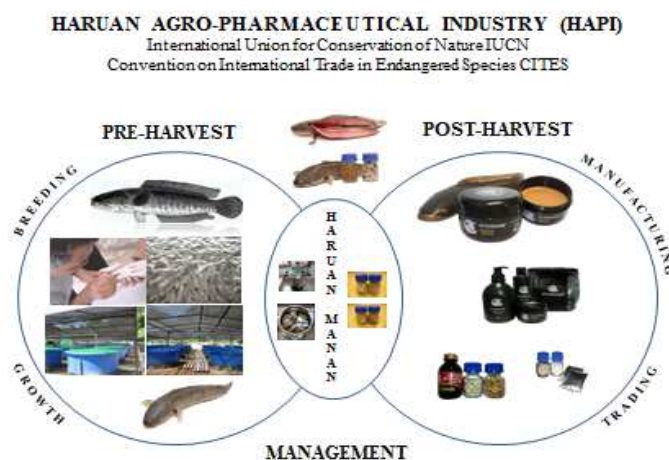 HARUAN AGRO-PHARMACEUTICAL INDUSTRY (HAPI)
International Union for Conservation of Nature IUCN
Convention on International Trade in Endangered Species CITES
PRE-HARVEST
POST-HARVEST
BREEDING
MANUFACTURING
HARUAN MANAN
GROWTH
TRADING
MANAGEMENT